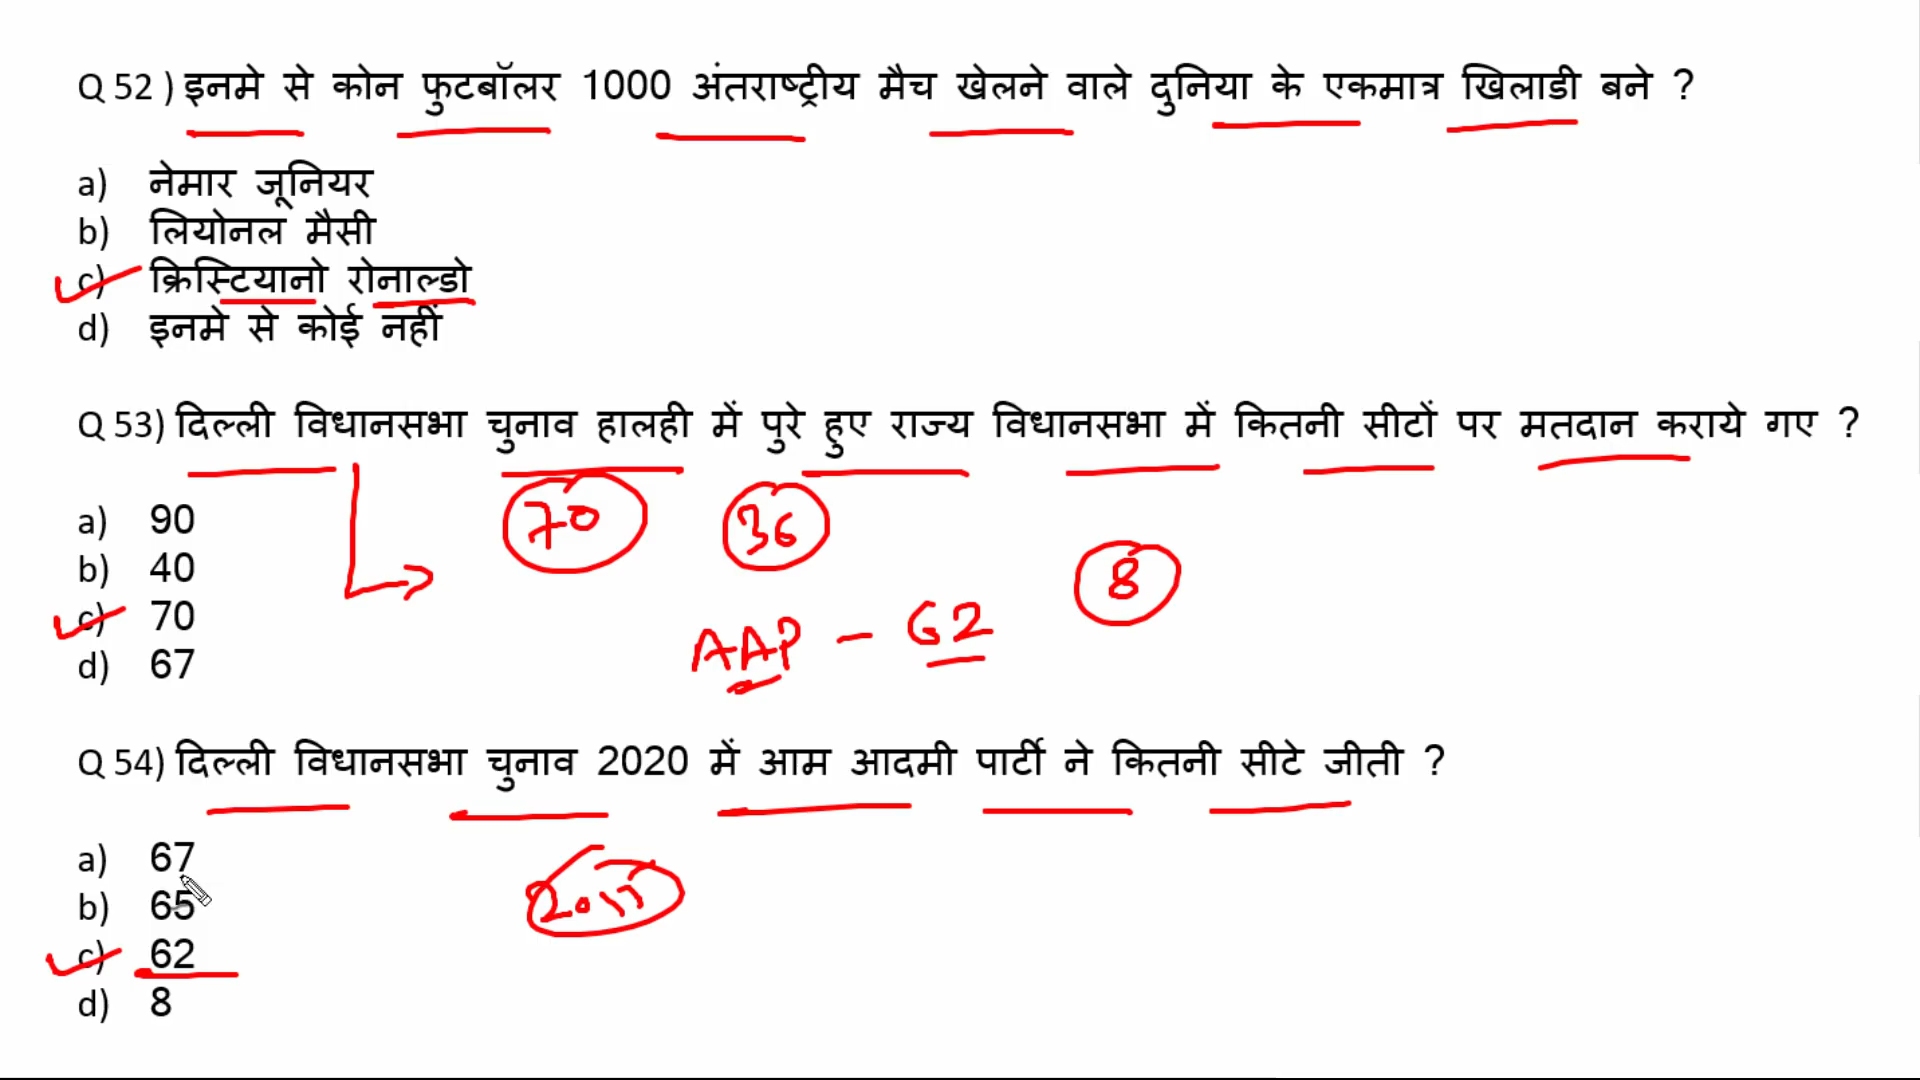 Q 52 ) इनमे से कोन फुटबॉलर 1000 अंतराष्ट्रीय मैच खेलने वाले दुनिया के एकमात्र खिलाडी बने ?
a) नेमार जूनियर
b) लियोनल मैसी
c) क्रिस्टियानो रोनाल्डो
d) इनमे से कोई नहीं
Q 53) दिल्ली विधानसभा चुनाव हालही में पुरे हुए राज्य विधानसभा में कितनी सीटों पर मतदान कराये गए ?
a) 90
b) 40
c) 70
d) 67
70
36
8
AAP - 62
Q 54) दिल्ली विधानसभा चुनाव 2020 में आम आदमी पार्टी ने कितनी सीटे जीती ?
a) 67
b) 65
c) 62
d) 8